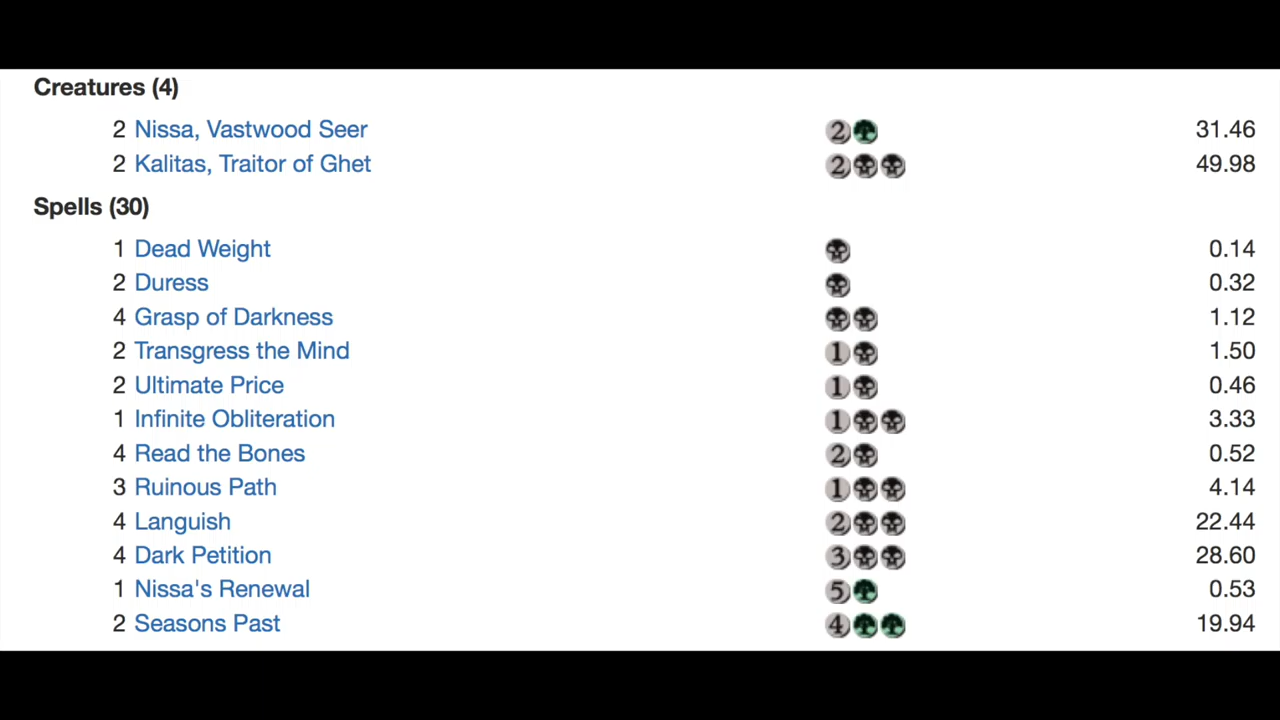 Creatures (4)
2 Nissa, Vastwood Seer 2 31.46
2 Kalitas, Traitor of Ghet 2 49.98
Spells (30)
1 Dead Weight 0.14
2 Duress 0.32
4 Grasp of Darkness 1.12
2 Transgress the Mind 1 1.50
2 Ultimate Price 1 0.46
1 Infinite Obliteration 1 3.33
4 Read the Bones 2 0.52
3 Ruinous Path 1 4.14
4 Languish 2 22.44
4 Dark Petition 3 28.60
1 Nissa's Renewal 5 0.53
2 Seasons Past 4 19.94